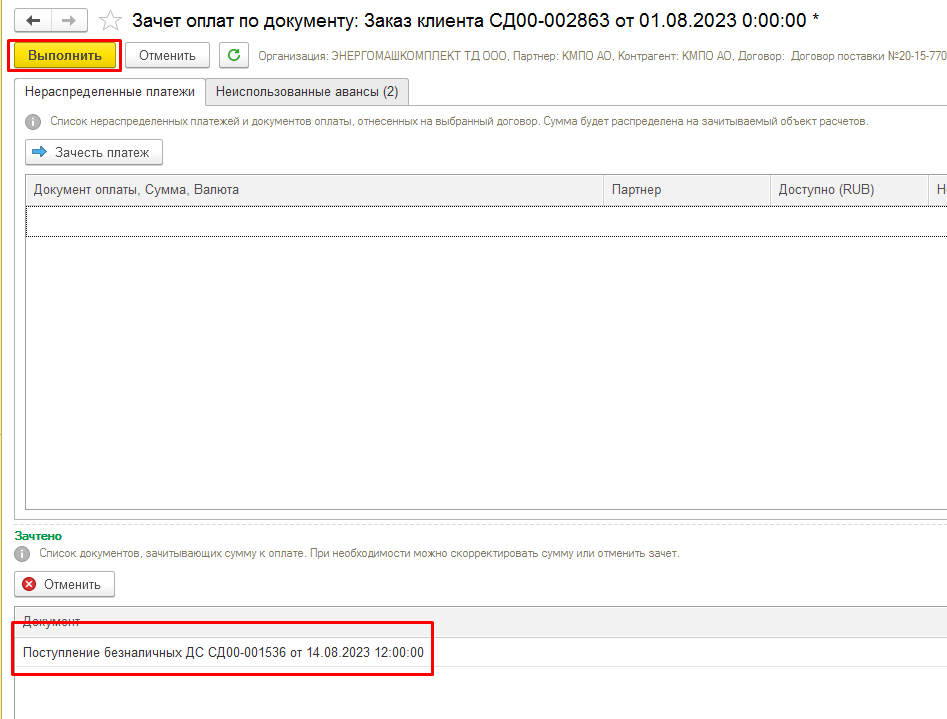 Зачет оплат по документу: Заказ клиента СД00-002863 от 01.08.2023 0:00:00 *
Выполнить Отменить Организация: ЭНЕРГОМАШКОМПЛЕКТ ТД ООО, Партнер: КМПО АО, Контрагент: КМПО АО, Договор: Договор поставки №20-15-770
Нераспределенные платежи Неиспользованные авансы (2)
Список нераспределенных платежей и документов оплаты, отнесенных на выбранный договор. Сумма будет распределена на зачитываемый объект расчетов.
Зачесть платеж
Документ оплаты, Сумма, Валюта Партнер Доступно (RUB)
Зачтено
Список документов, зачитывающих сумму к оплате. При необходимости можно скорректировать сумму или отменить зачет.
Отменить
Документ
Поступление безналичных ДС СД00-001536 от 14.08.2023 12:00:00